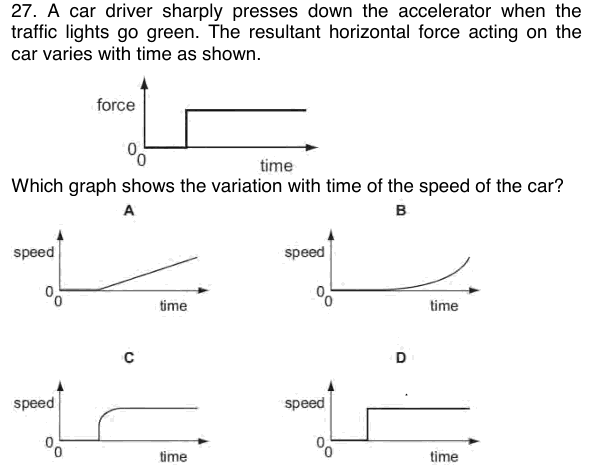 27. A car driver sharply presses down the accelerator when the
traffic lights go green. The resultant horizontal force acting on the
car varies with time as shown.
force
0
0
time
Which graph shows the variation with time of the speed of the car?
A
speed
0
0
time
B
speed
0
0
time
C
speed
0
0
time
D
speed
0
0
time